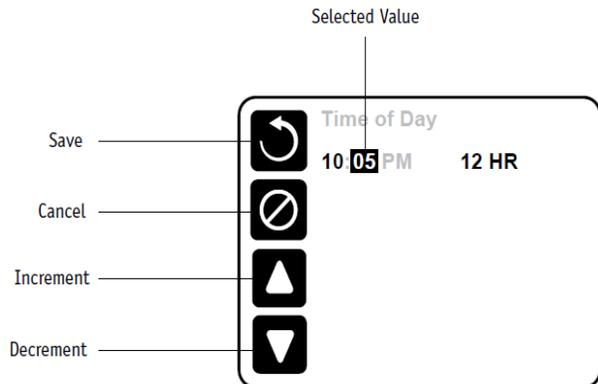 Selected Value
Time of Day
Save
10:05 PM 12 HR
Cancel
Increment
Decrement